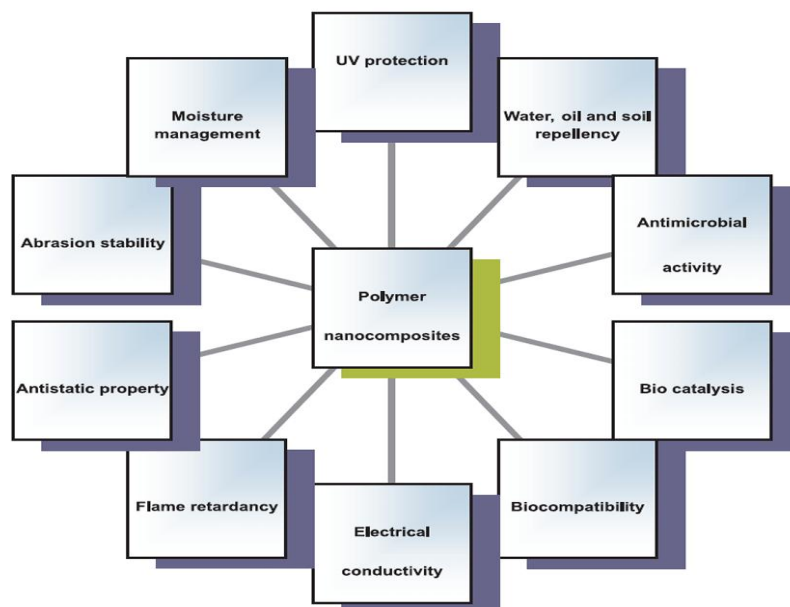 UV protection
Water, oil and soil
repellency
Antimicrobial
activity
Bio catalysis
Biocompatibility
Electrical
conductivity
Flame retardancy
Antistatic property
Abrasion stability
Moisture
management
Polymer
nanocomposites